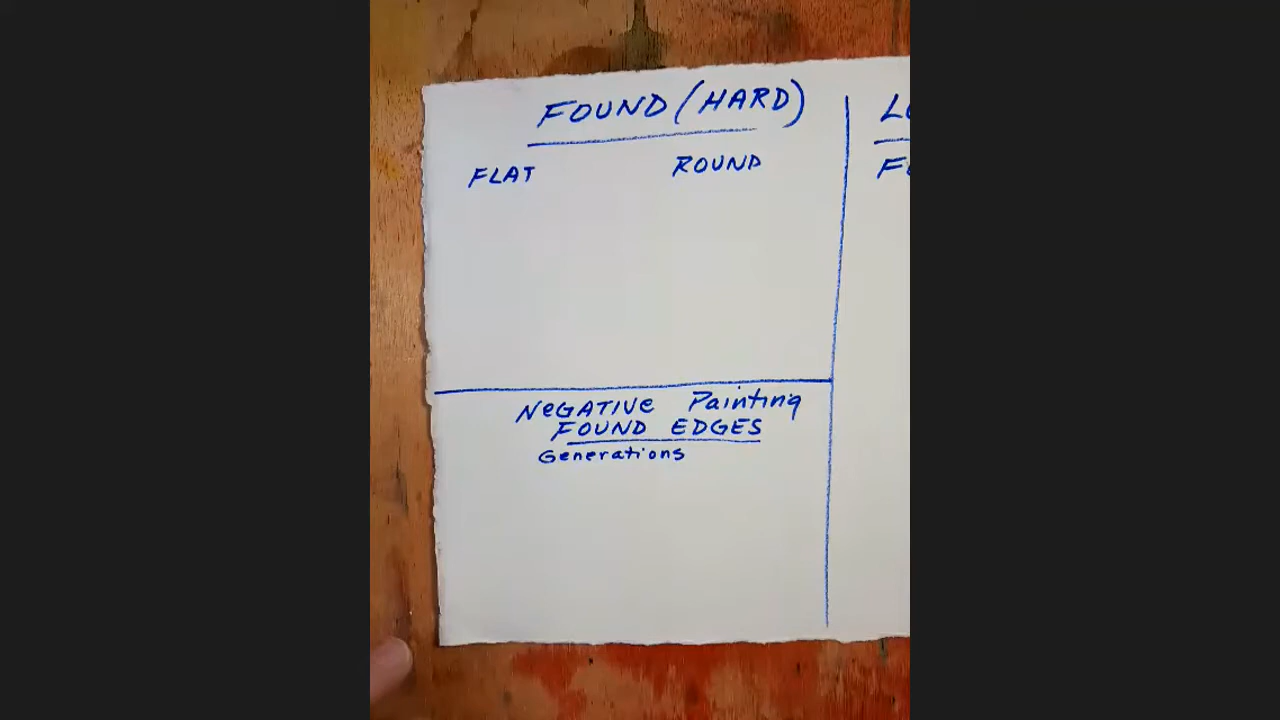 FOUND (HARD)
FLAT ROUND
NeGATIVe Painting
FOUND EDGES
Generations